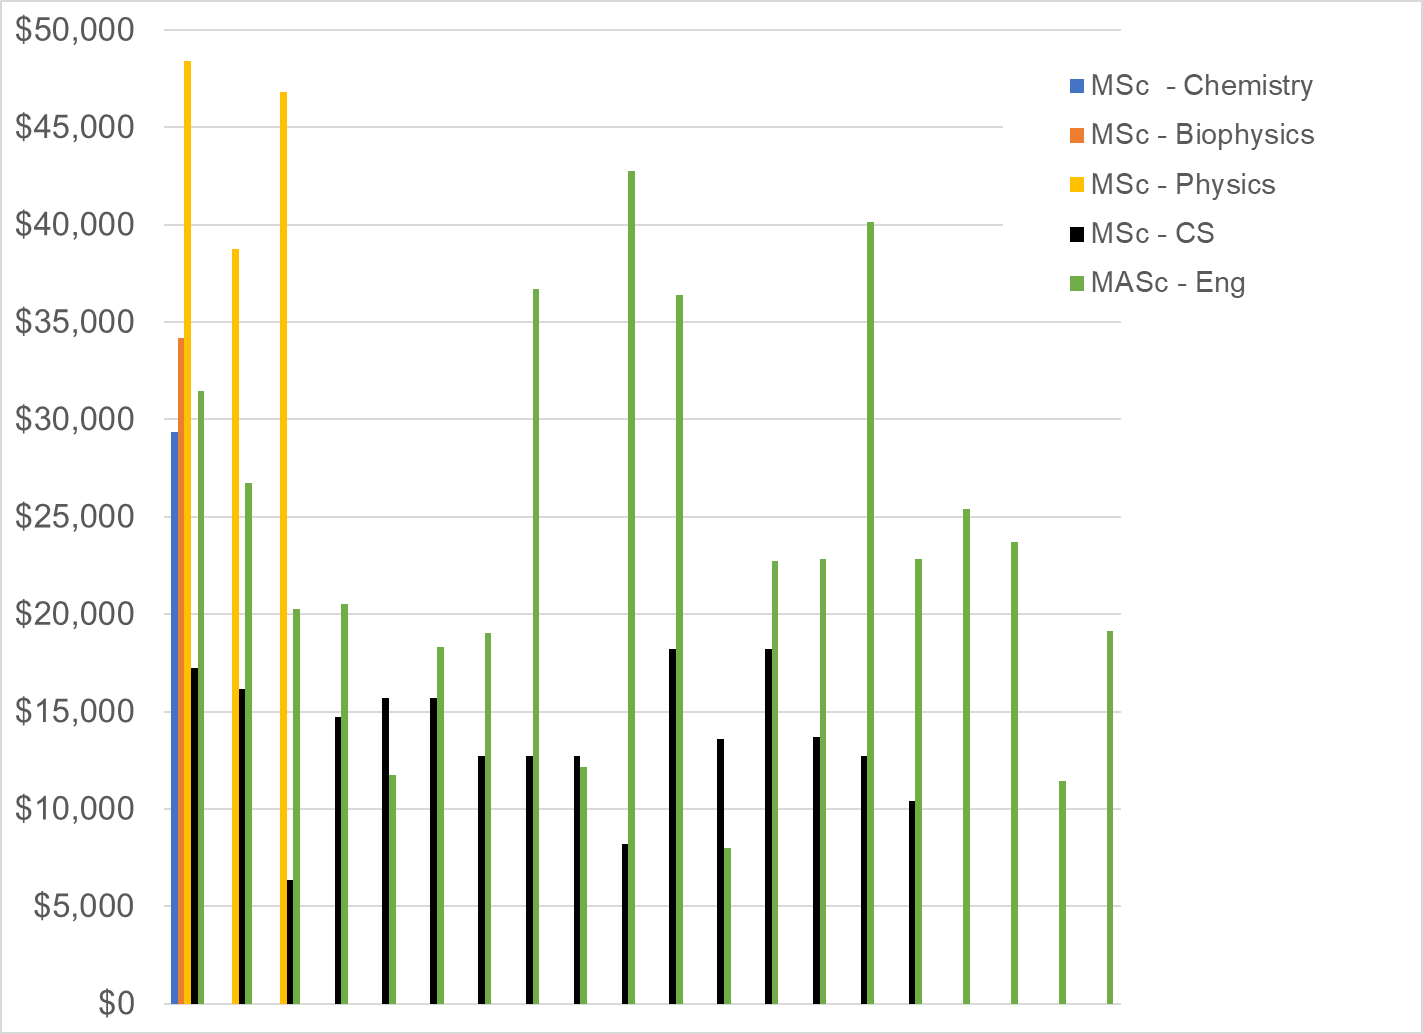 $50,000
$45,000
$40,000
$35,000
$30,000
$25,000
$20,000
$15,000
$10,000
$5,000
$0
MSc  - Chemistry
MSc - Biophysics
MSc - Physics
MSc - CS
MASc - Eng